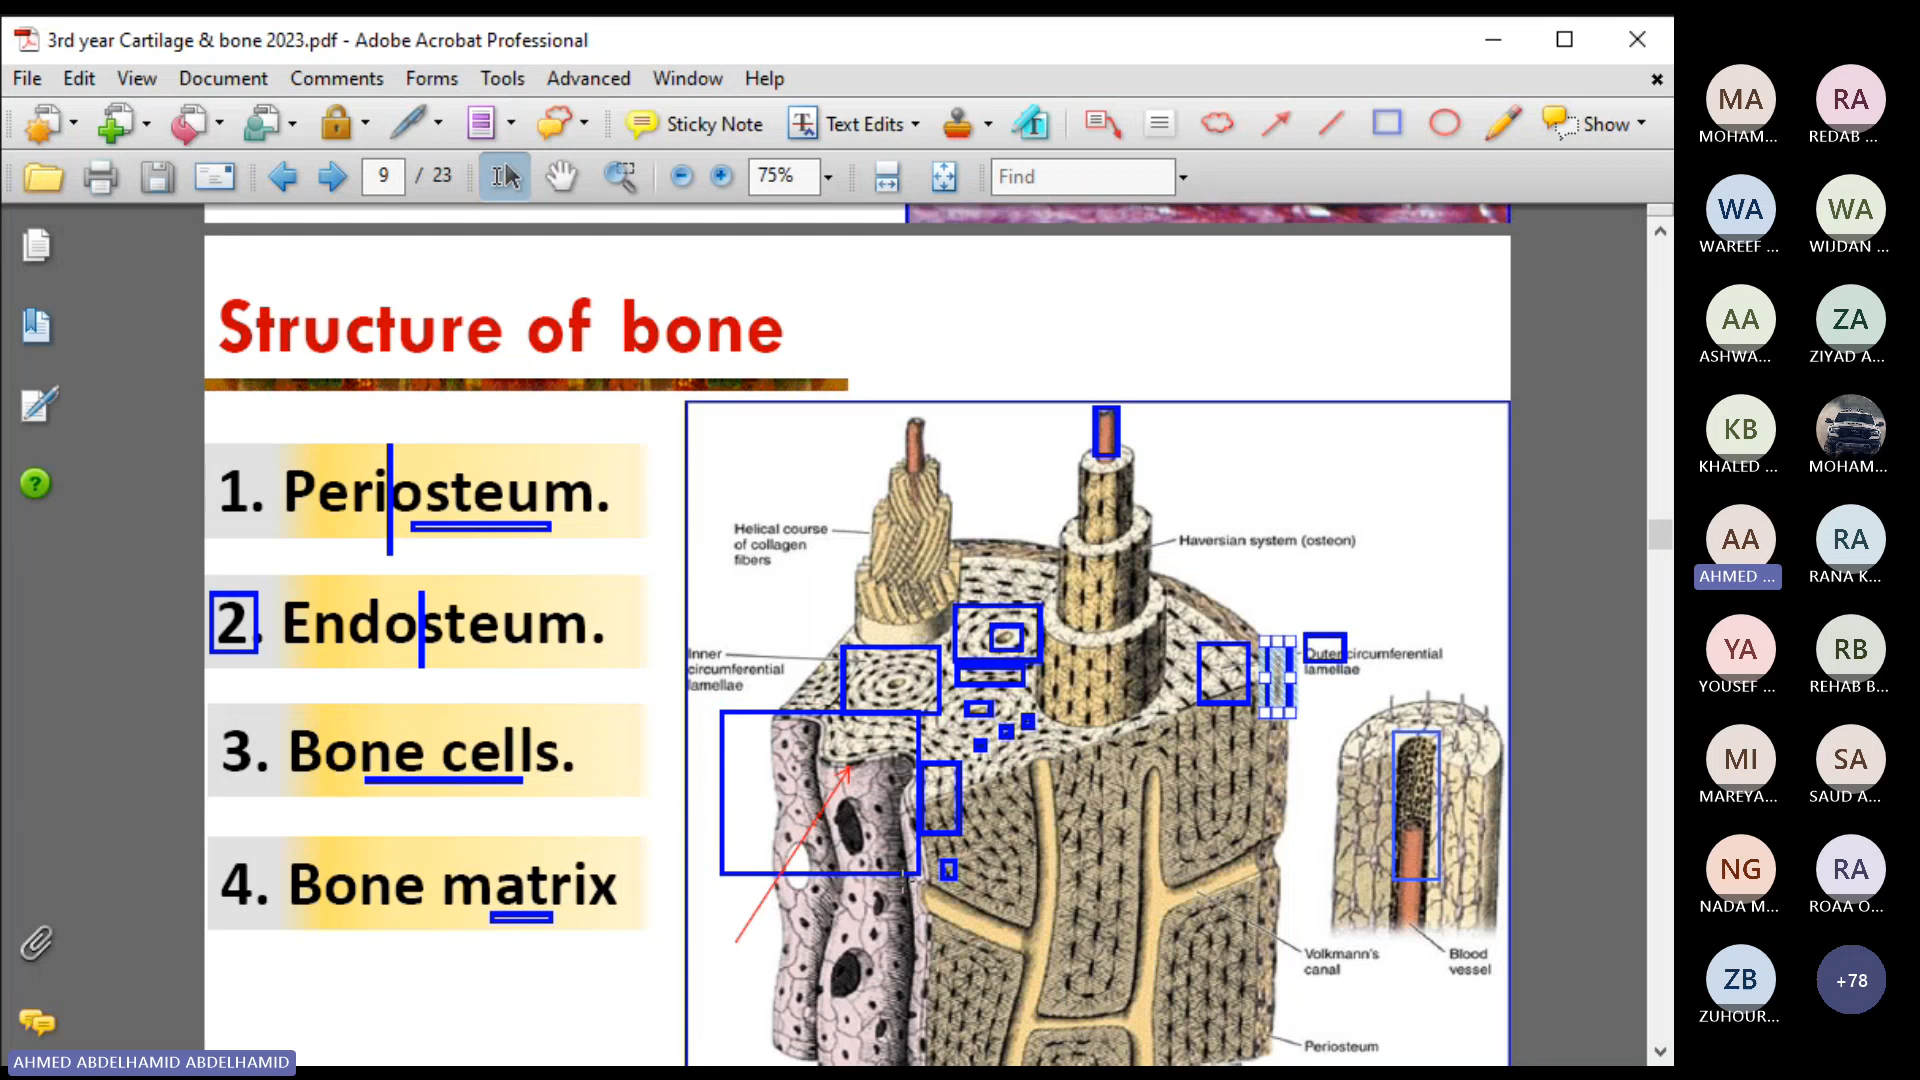 3rd year Cartilage & bone 2023.pdf - Adobe Acrobat Professional
File Edit View Document Comments Forms Tools Advanced Window Help
Sticky Note Text Edits Show
9 / 23 75% Find
Structure of bone
1. Periosteum.
2. Endosteum.
3. Bone cells.
4. Bone matrix
Helical course
of collagen
fibers
Haversian system (osteon)
Inner
circumferential
lamellae
Outer circumferential
lamellae
Volkmann's
canal
Blood
vessel
Periosteum
AHMED ABDELHAMID ABDELHAMID
MA RA
MOHAM... REDAB ...
WA WA
WAREEF ... WIJDAN ...
AA ZA
ASHWA... ZIYAD A...
KB
KHALED ... MOHAM...
AA RA
AHMED ... RANA K...
YA RB
YOUSEF ... REHAB B...
MI SA
MAREYA... SAUD A...
NG RA
NADA M... ROAA O...
ZB +78
ZUHOUR...